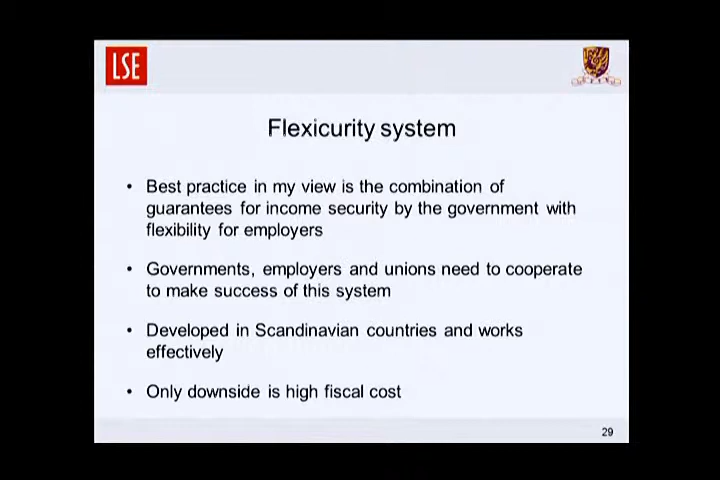 LSE
Flexicurity system
• Best practice in my view is the combination of
guarantees for income security by the government with
flexibility for employers
• Governments, employers and unions need to cooperate
to make success of this system
• Developed in Scandinavian countries and works
effectively
• Only downside is high fiscal cost
29